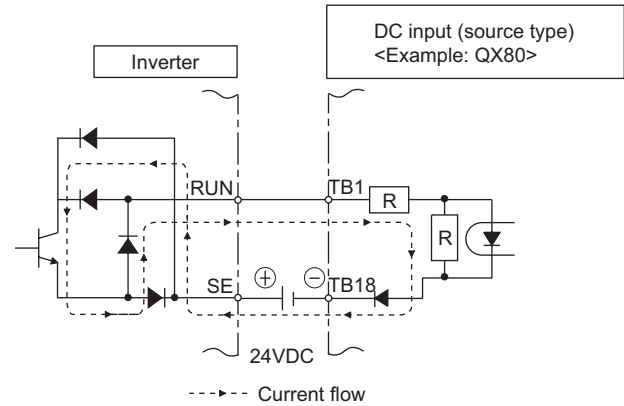 DC input (source type)
<Example: QX80>
Inverter
RUN
TB1
R
R
SE
+
−
TB18
24VDC
Current flow